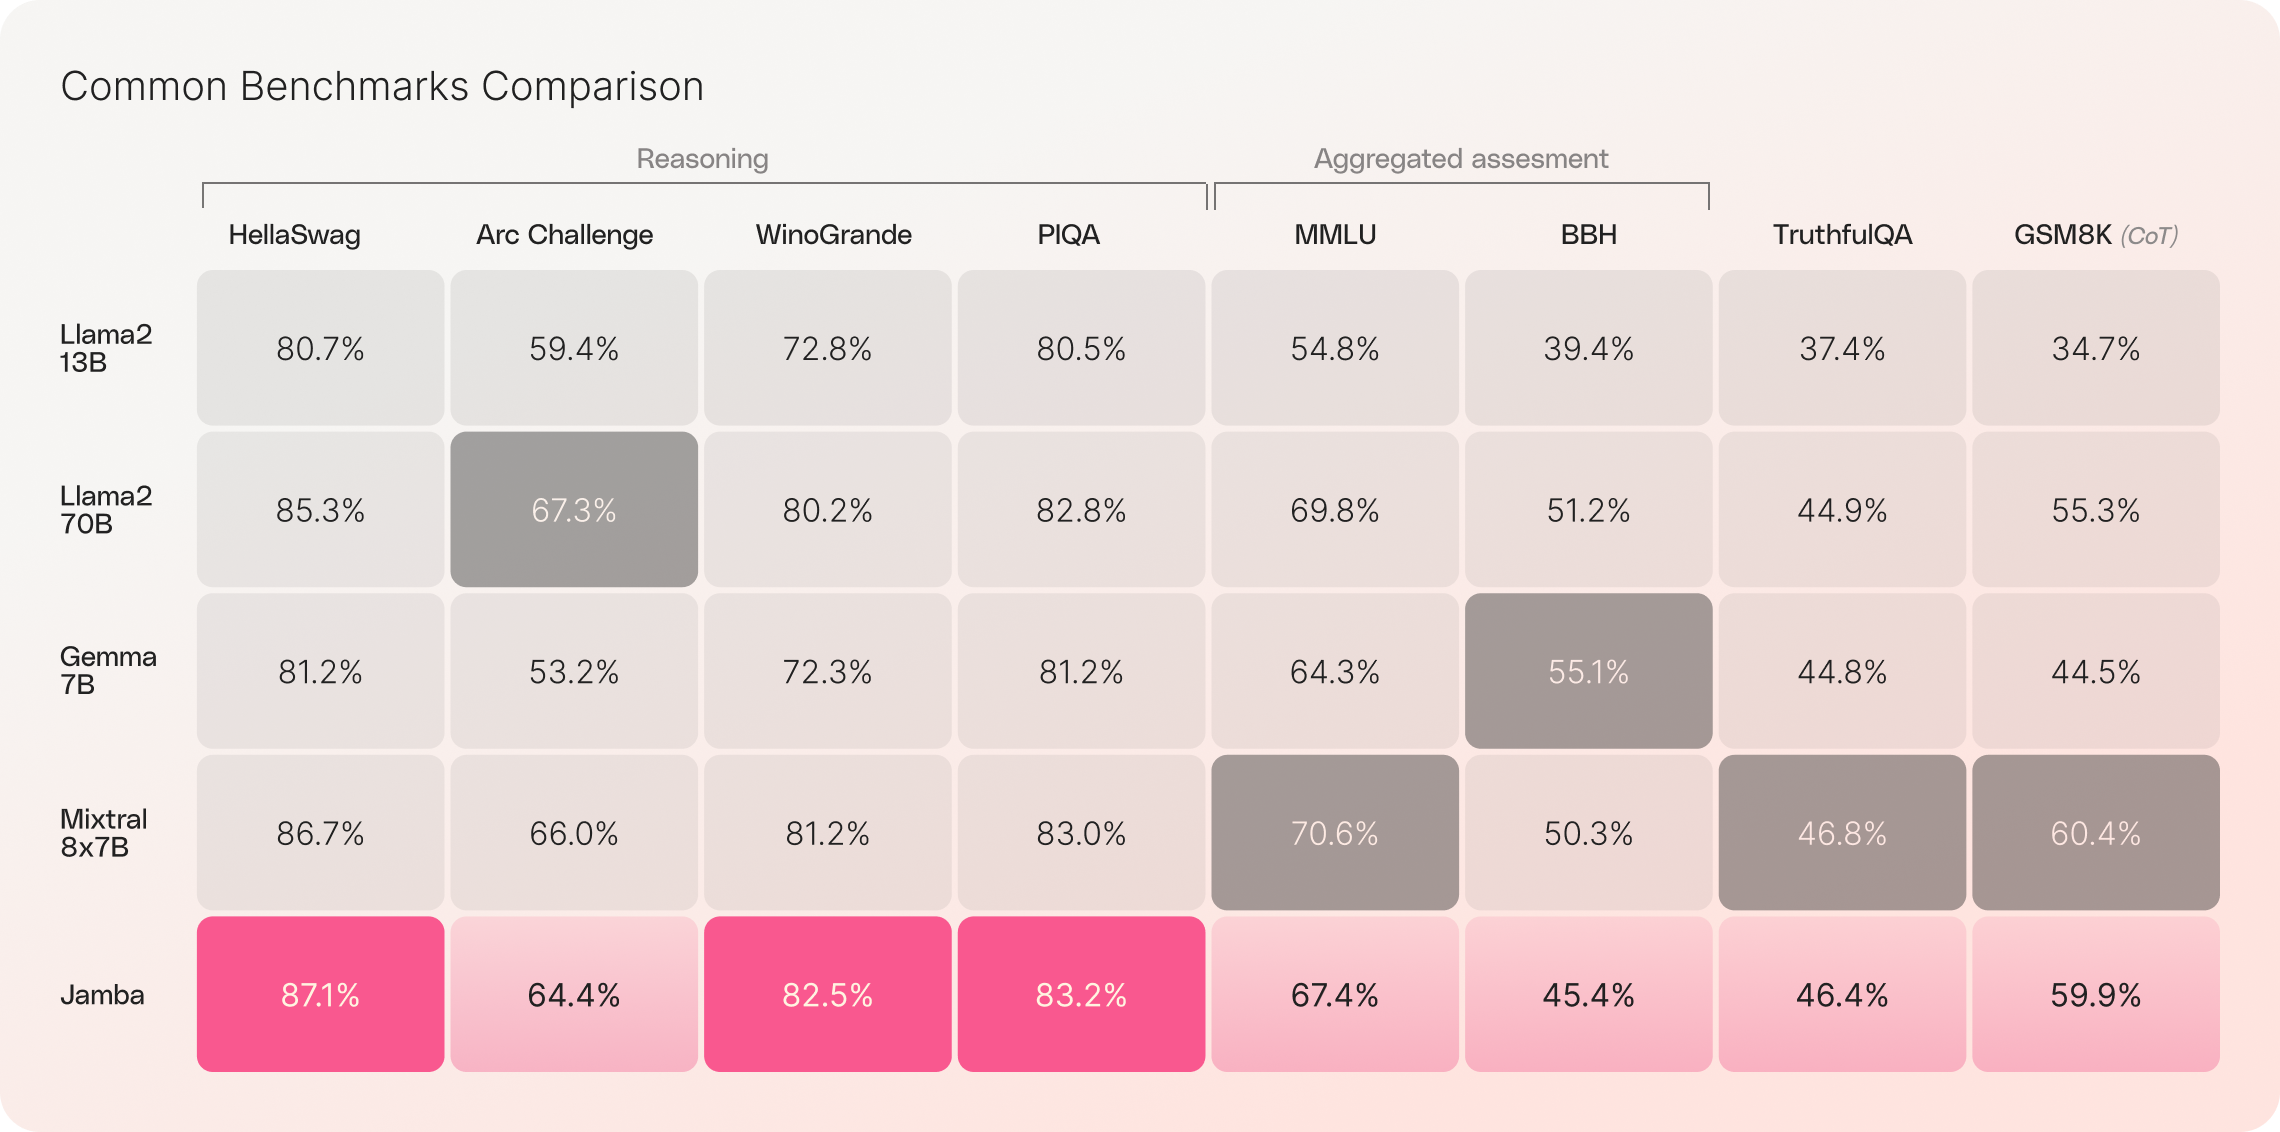 Common Benchmarks Comparison
Reasoning Aggregated assesment
HellaSwag Arc Challenge WinoGrande PIQA MMLU BBH TruthfulQA GSM8K (CoT)
Llama2
13B
80.7% 59.4% 72.8% 80.5% 54.8% 39.4% 37.4% 34.7%
Llama2
70B
85.3% 67.3% 80.2% 82.8% 69.8% 51.2% 44.9% 55.3%
Gemma
7B
81.2% 53.2% 72.3% 81.2% 64.3% 55.1% 44.8% 44.5%
Mixtral
8x7B
86.7% 66.0% 81.2% 83.0% 70.6% 50.3% 46.8% 60.4%
Jamba 87.1% 64.4% 82.5% 83.2% 67.4% 45.4% 46.4% 59.9%